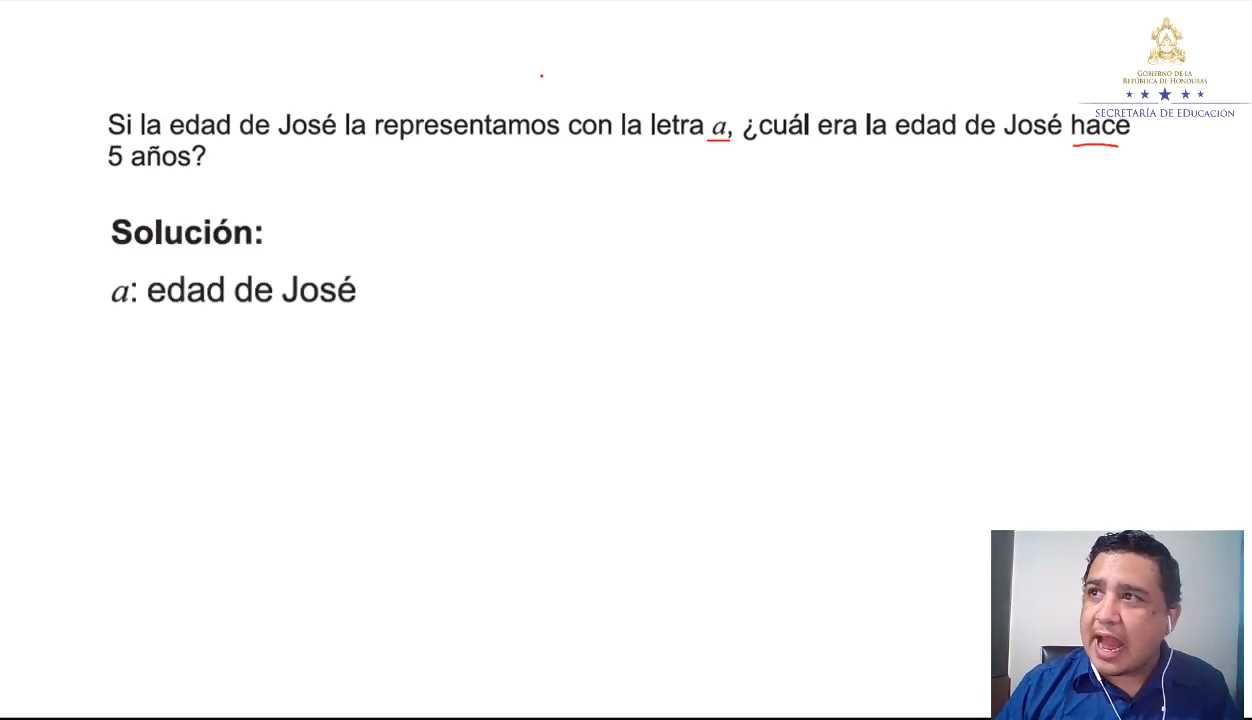 GOBIERNO DE LA
REPÚBLICA DE HONDURAS
SECRETARÍA DE EDUCACIÓN
Si la edad de José la representamos con la letra a, ¿cuál era la edad de José hace
5 años?
Solución:
a: edad de José